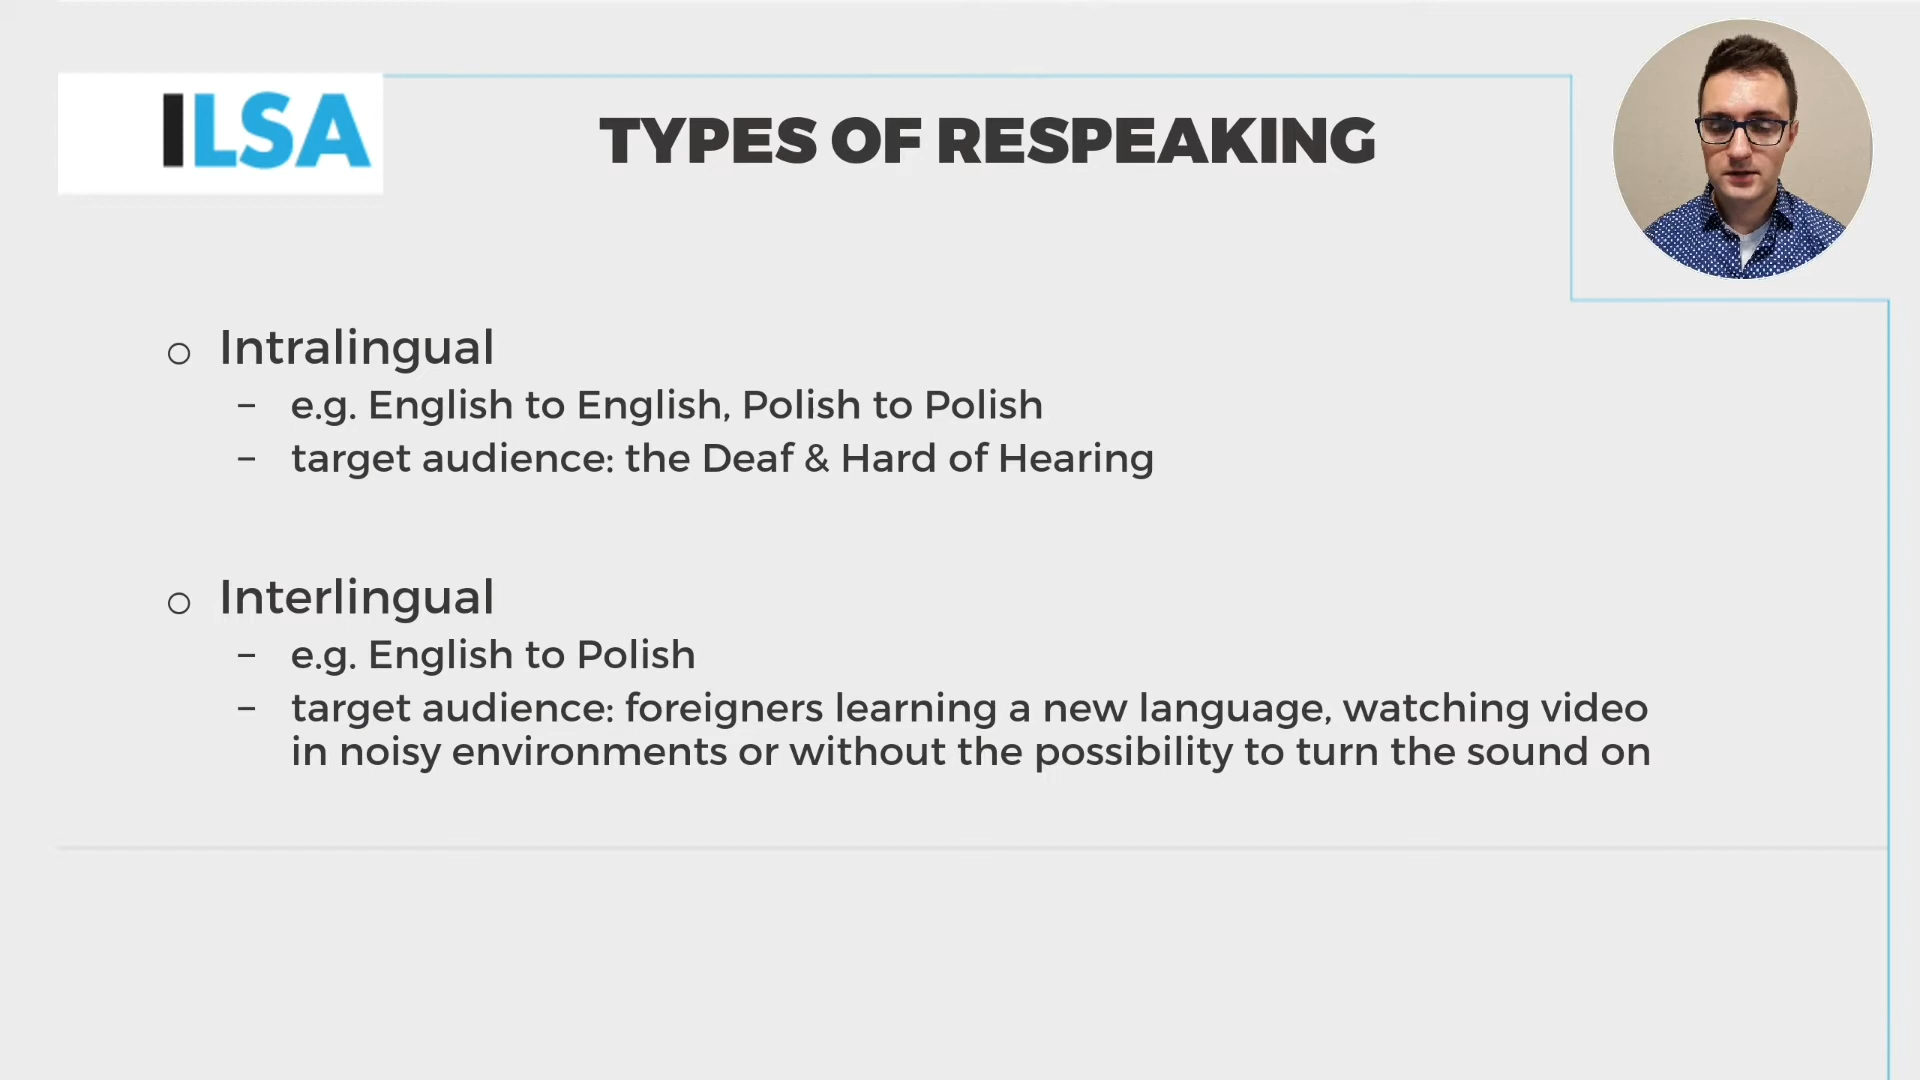 ILSA
TYPES OF RESPEAKING
Intralingual
– e.g. English to English, Polish to Polish
– target audience: the Deaf & Hard of Hearing
Interlingual
– e.g. English to Polish
– target audience: foreigners learning a new language, watching video
in noisy environments or without the possibility to turn the sound on